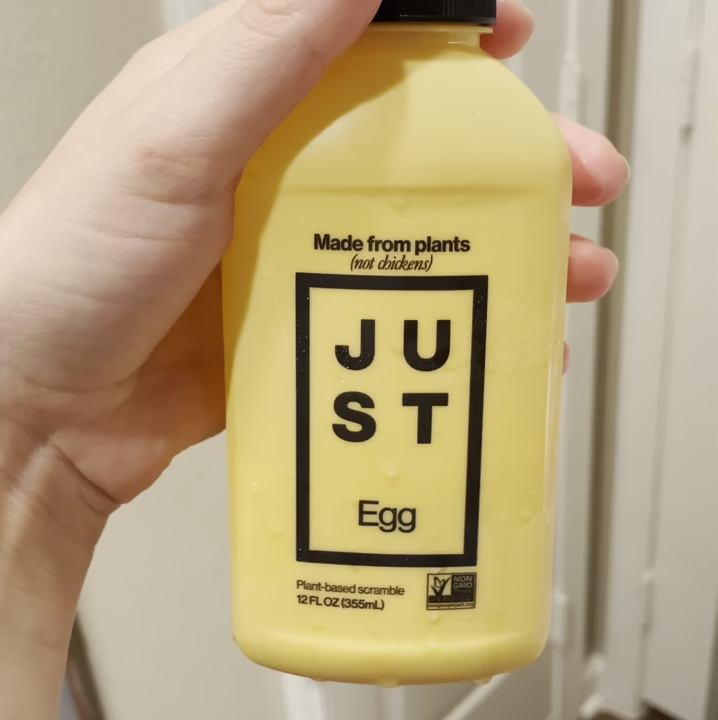 Made from plants
(not chickens)
JU
ST
Egg
Plant-based scramble
12 FL OZ (355mL)
NON
GMO